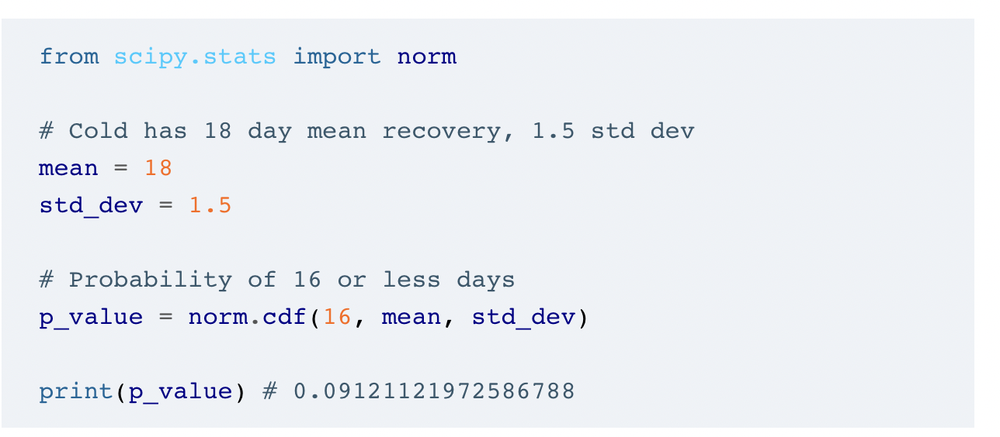 from scipy.stats import norm
# Cold has 18 day mean recovery, 1.5 std dev
mean = 18
std_dev = 1.5
# Probability of 16 or less days
p_value = norm.cdf(16, mean, std_dev)
print(p_value) # 0.09121121972586788